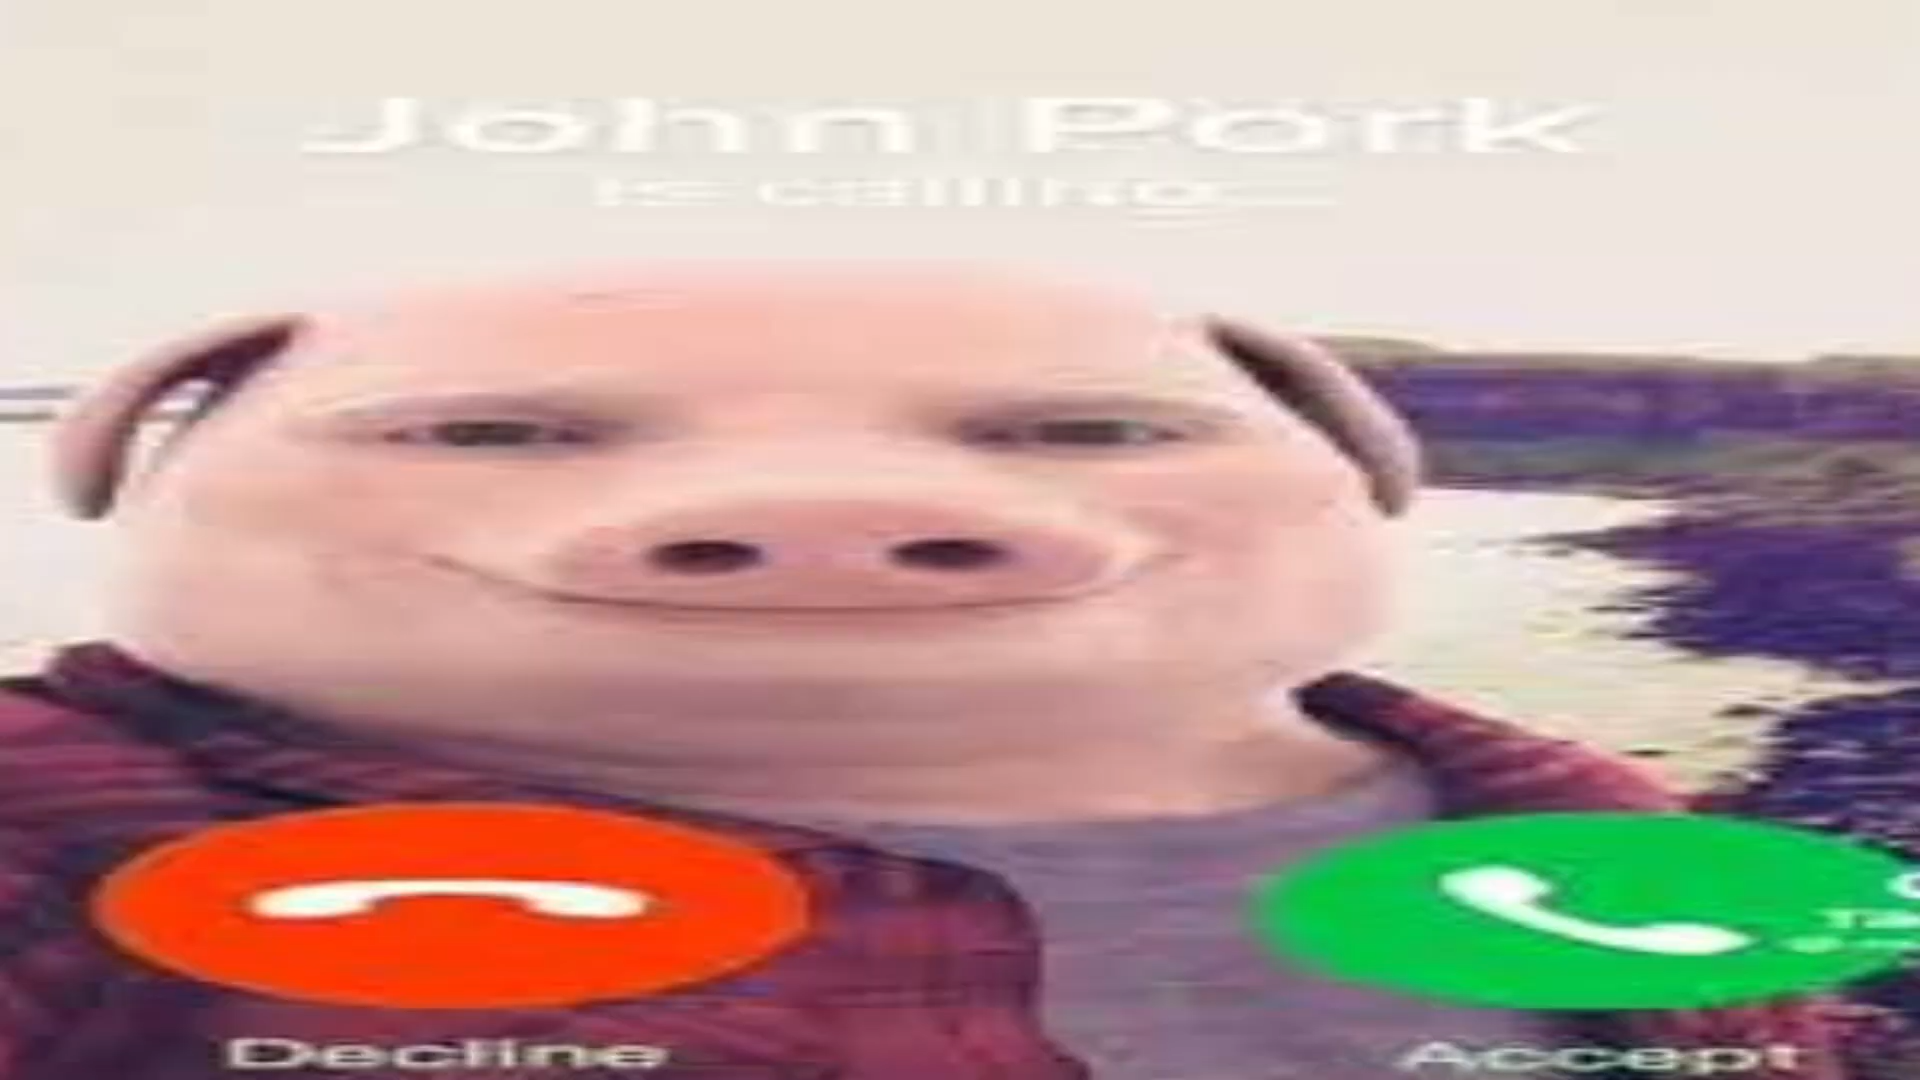 John Pork
is calling...
Decline
Accept